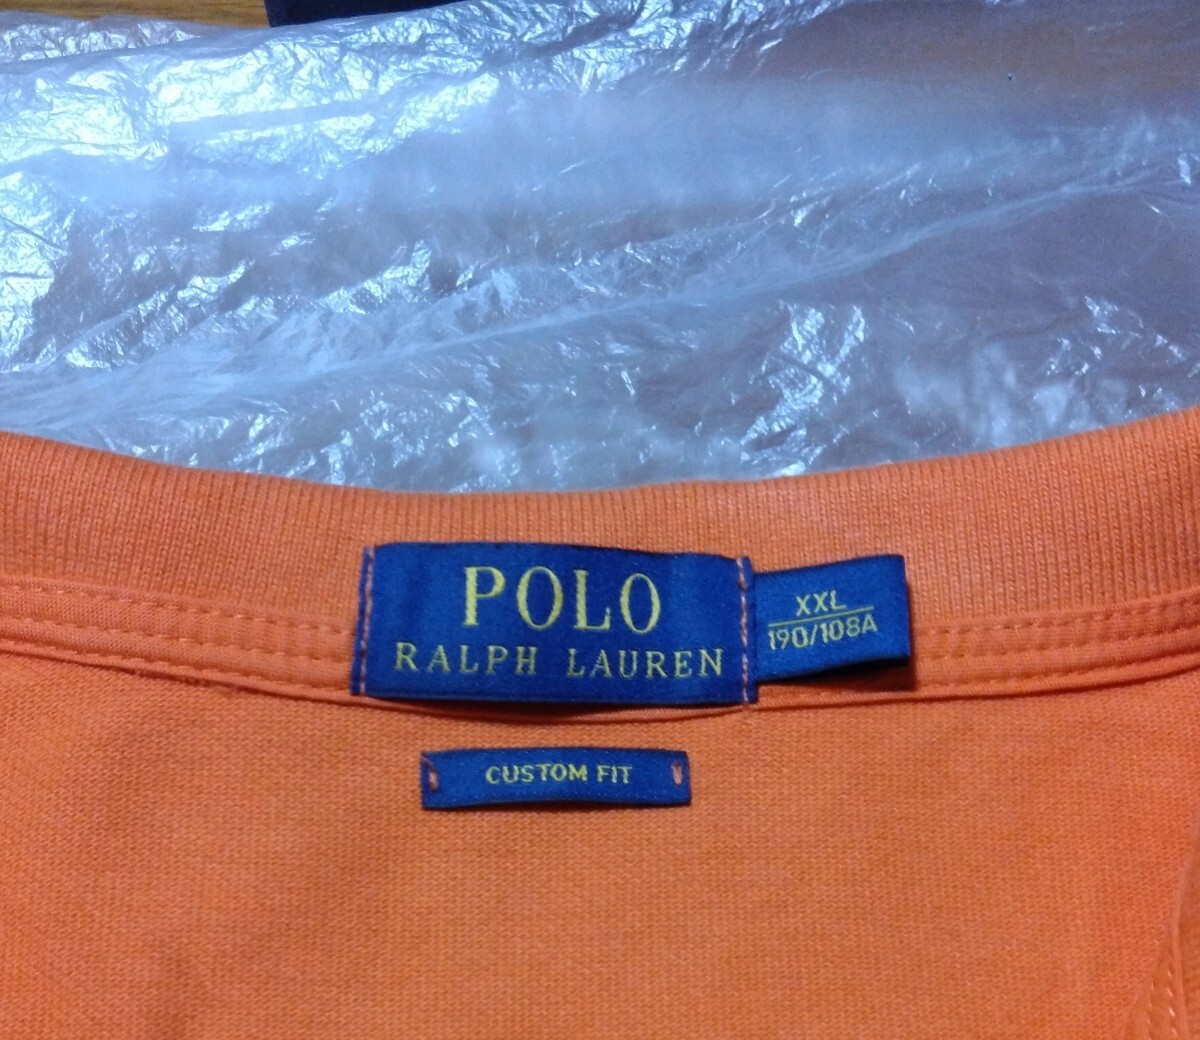 POLO
RALPH LAUREN
XXL
190/108A
CUSTOM FIT